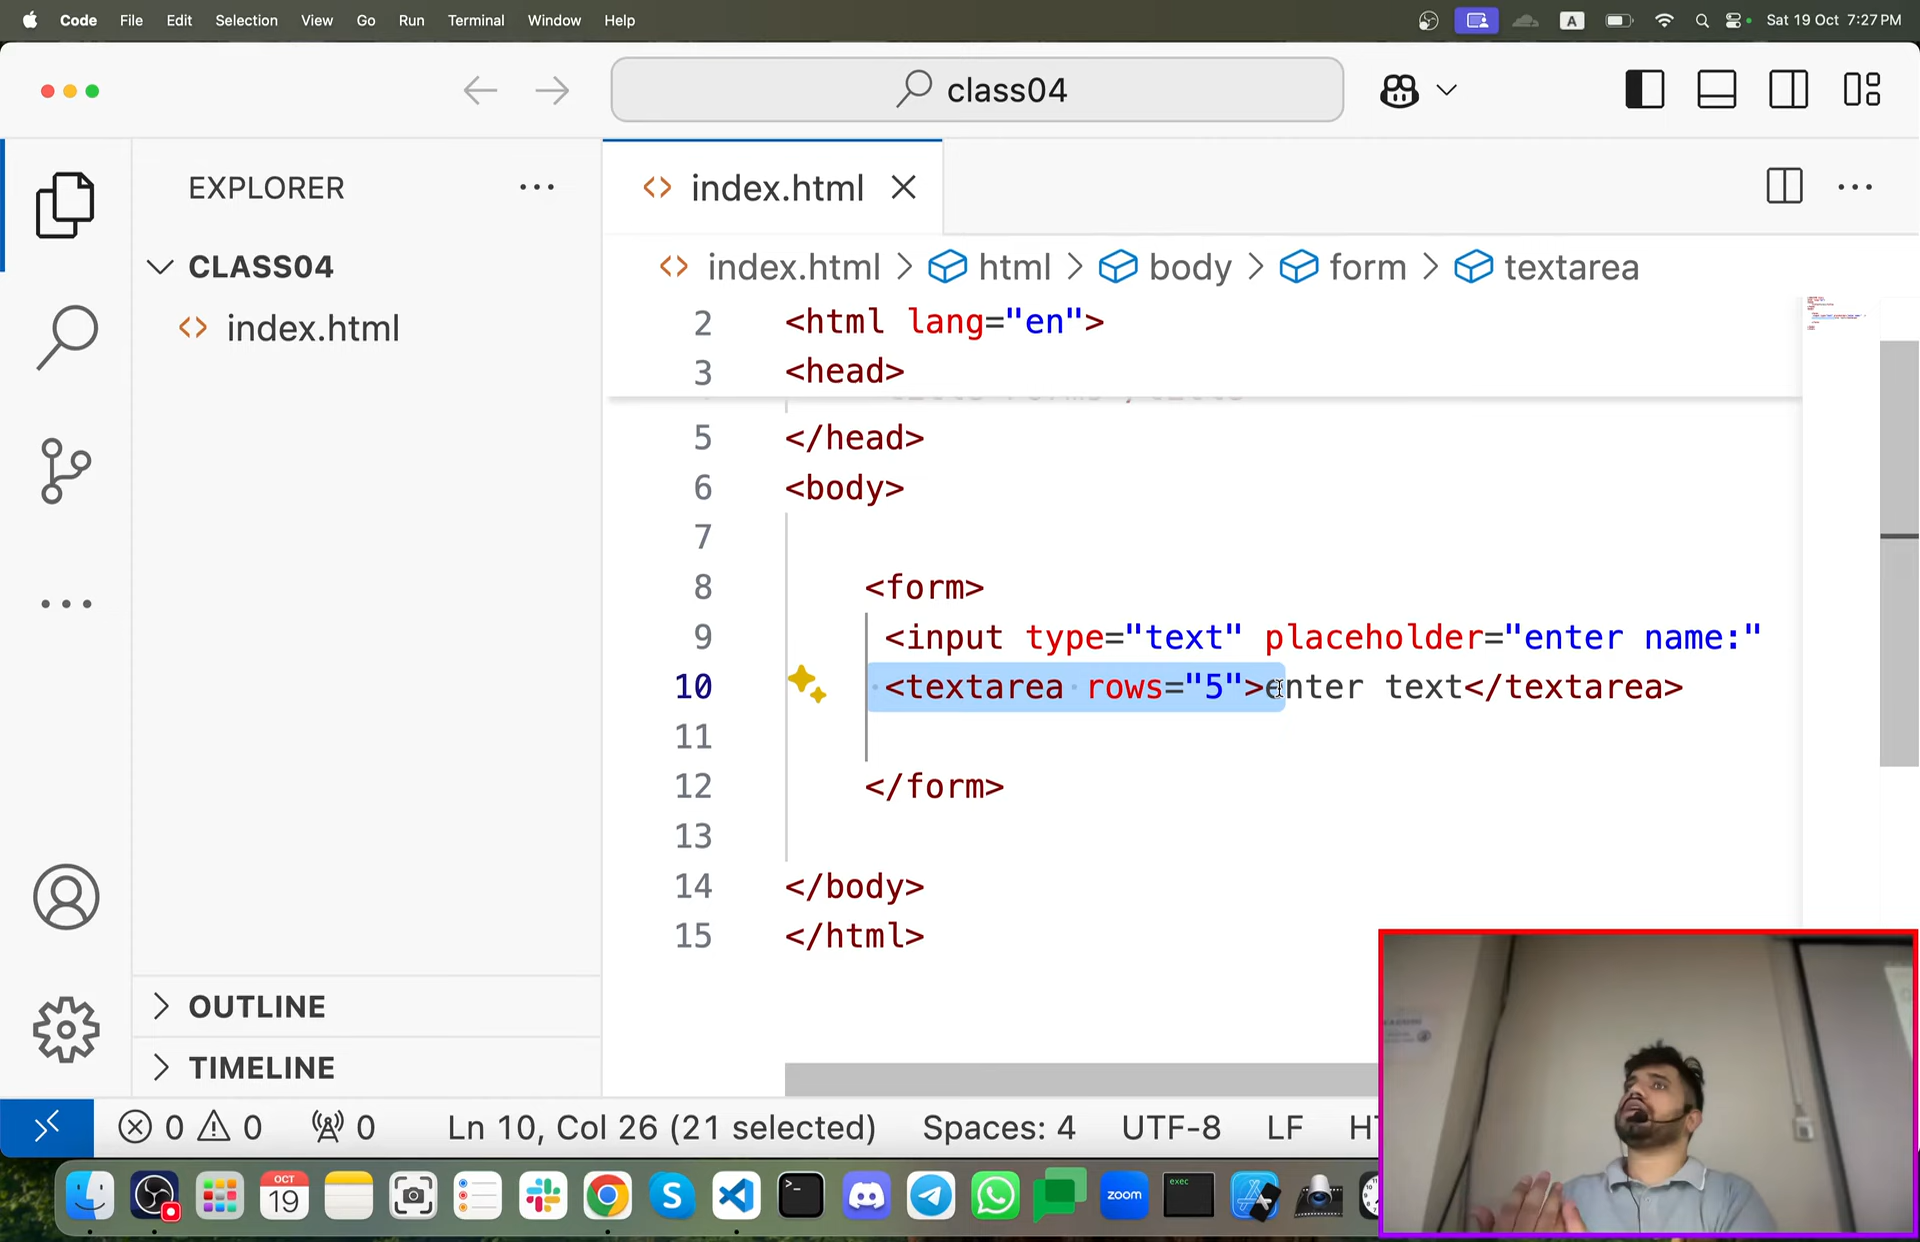 Code File Edit Selection View Go Run Terminal Window Help A Sat 19 Oct 7:27 PM
class04
EXPLORER
index.html
CLASS04
index.html
index.html > html > body > form > textarea
2 <html lang="en">
3 <head>
5 </head>
6 <body>
7
8 <form>
9 <input type="text" placeholder="enter name:"
10 <textarea rows="5">enter text</textarea>
11
12 </form>
13
14 </body>
15 </html>
OUTLINE
TIMELINE
0 0 0 Ln 10, Col 26 (21 selected) Spaces: 4 UTF-8 LF
OCT
19
S
zoom
exec